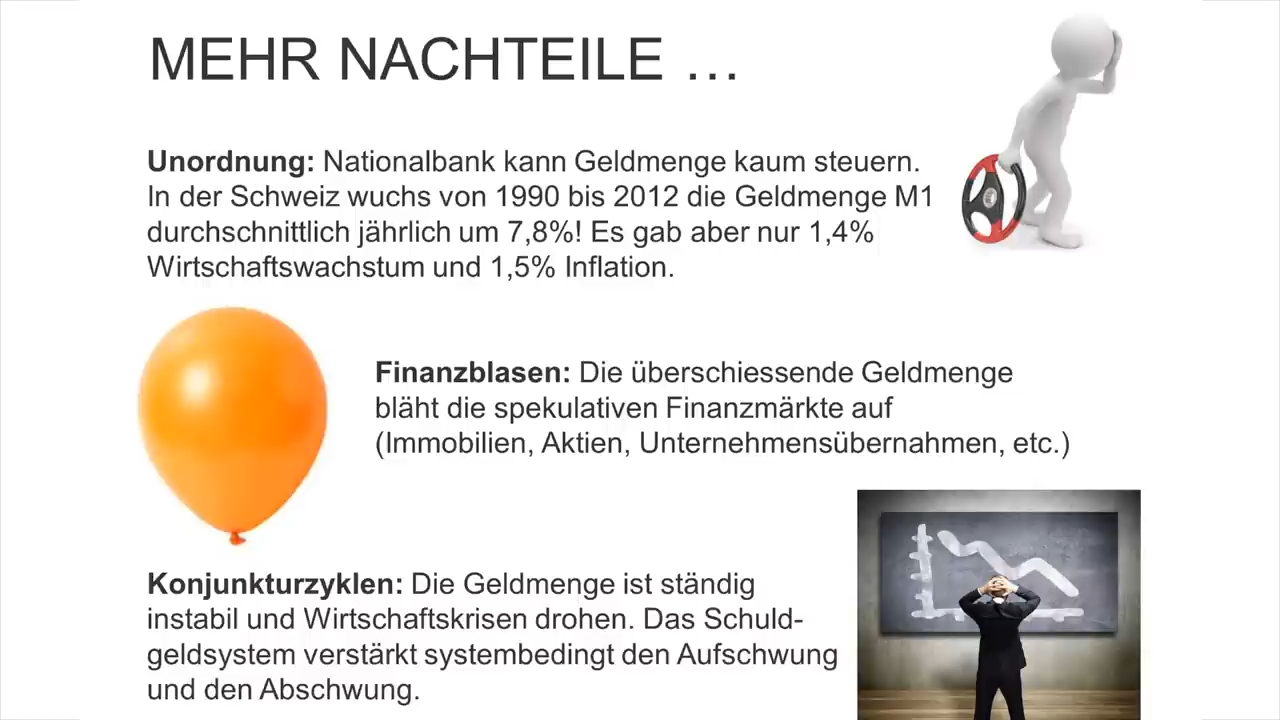 MEHR NACHTEILE …
Unordnung: Nationalbank kann Geldmenge kaum steuern.
In der Schweiz wuchs von 1990 bis 2012 die Geldmenge M1
durchschnittlich jährlich um 7,8%! Es gab aber nur 1,4%
Wirtschaftswachstum und 1,5% Inflation.
Finanzblasen: Die überschiessende Geldmenge
bläht die spekulativen Finanzmärkte auf
(Immobilien, Aktien, Unternehmensübernahmen, etc.)
Konjunkturzyklen: Die Geldmenge ist ständig
instabil und Wirtschaftskrisen drohen. Das Schuld-
geldsystem verstärkt systembedingt den Aufschwung
und den Abschwung.